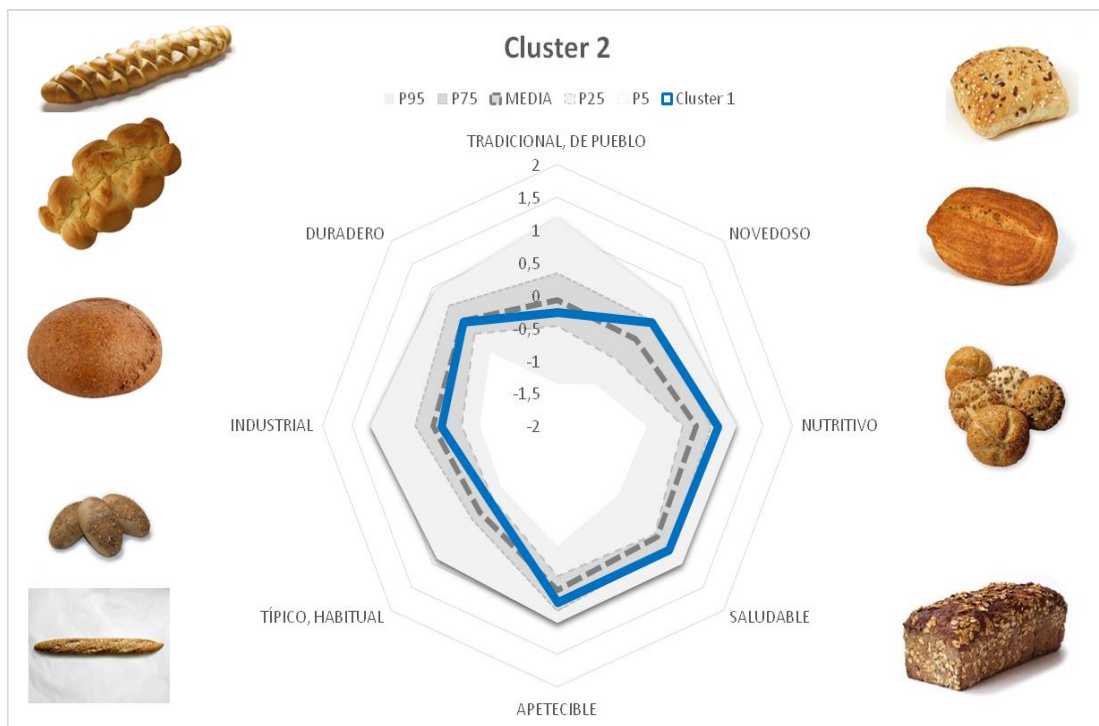 Cluster 2
P95 P75 MEDIA P25 P5 Cluster 1
TRADICIONAL, DE PUEBLO
2
1,5
DURADERO
NOVEDOSO
1
0,5
0
-0,5
-1
-1,5
INDUSTRIAL
-2
NUTRITIVO
TÍPICO, HABITUAL
SALUDABLE
APETECIBLE